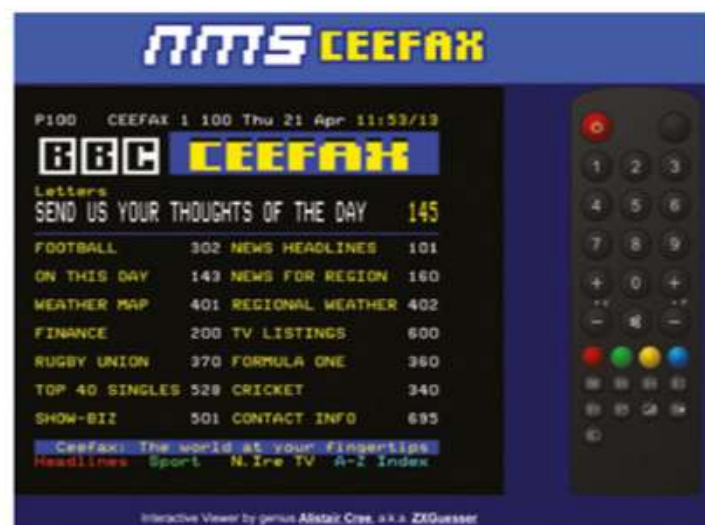 nms CEEFAX
P100 CEEFAX 1 100 Thu 21 Apr 11:53/13
BBC CEEFAX
Letters
SEND US YOUR THOUGHTS OF THE DAY 145
FOOTBALL 302 NEWS HEADLINES 101
ON THIS DAY 143 NEWS FOR REGION 160
WEATHER MAP 401 REGIONAL WEATHER 402
FINANCE 200 TV LISTINGS 600
RUGBY UNION 370 FORMULA ONE 360
TOP 40 SINGLES 528 CRICKET 340
SHOW-BIZ 501 CONTACT INFO 695
Ceefax: The world at your fingertips
Headlines Sport N.Ire TV A-Z Index
1 2 3
4 5 6
7 8 9
+ 0 +
- -
Interactive Viewer by genius Alistair Cree, a.k.a. ZXGuesser